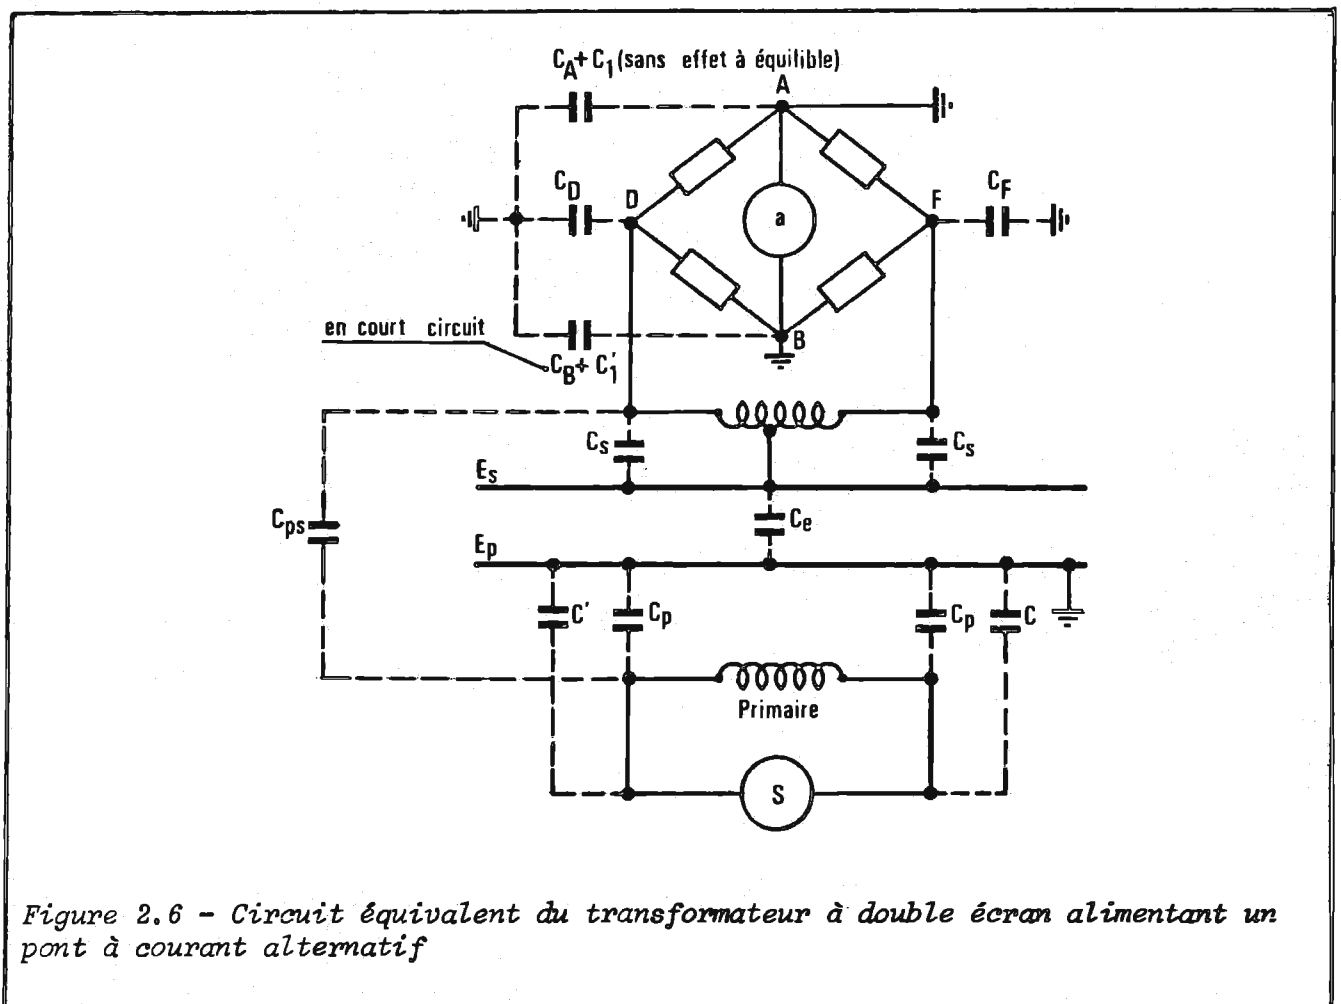 C_A+C_1(sans effet à équilible)
A
C_D
D
a
F
C_F
en court circuit
B
C_B+C'_1
C_s
C_s
E_s
C_ps
C_e
E_p
C'
C_p
C_p
C
Primaire
S
Figure 2.6 - Circuit équivalent du transformateur à double écran alimentant un
pont à courant alternatif